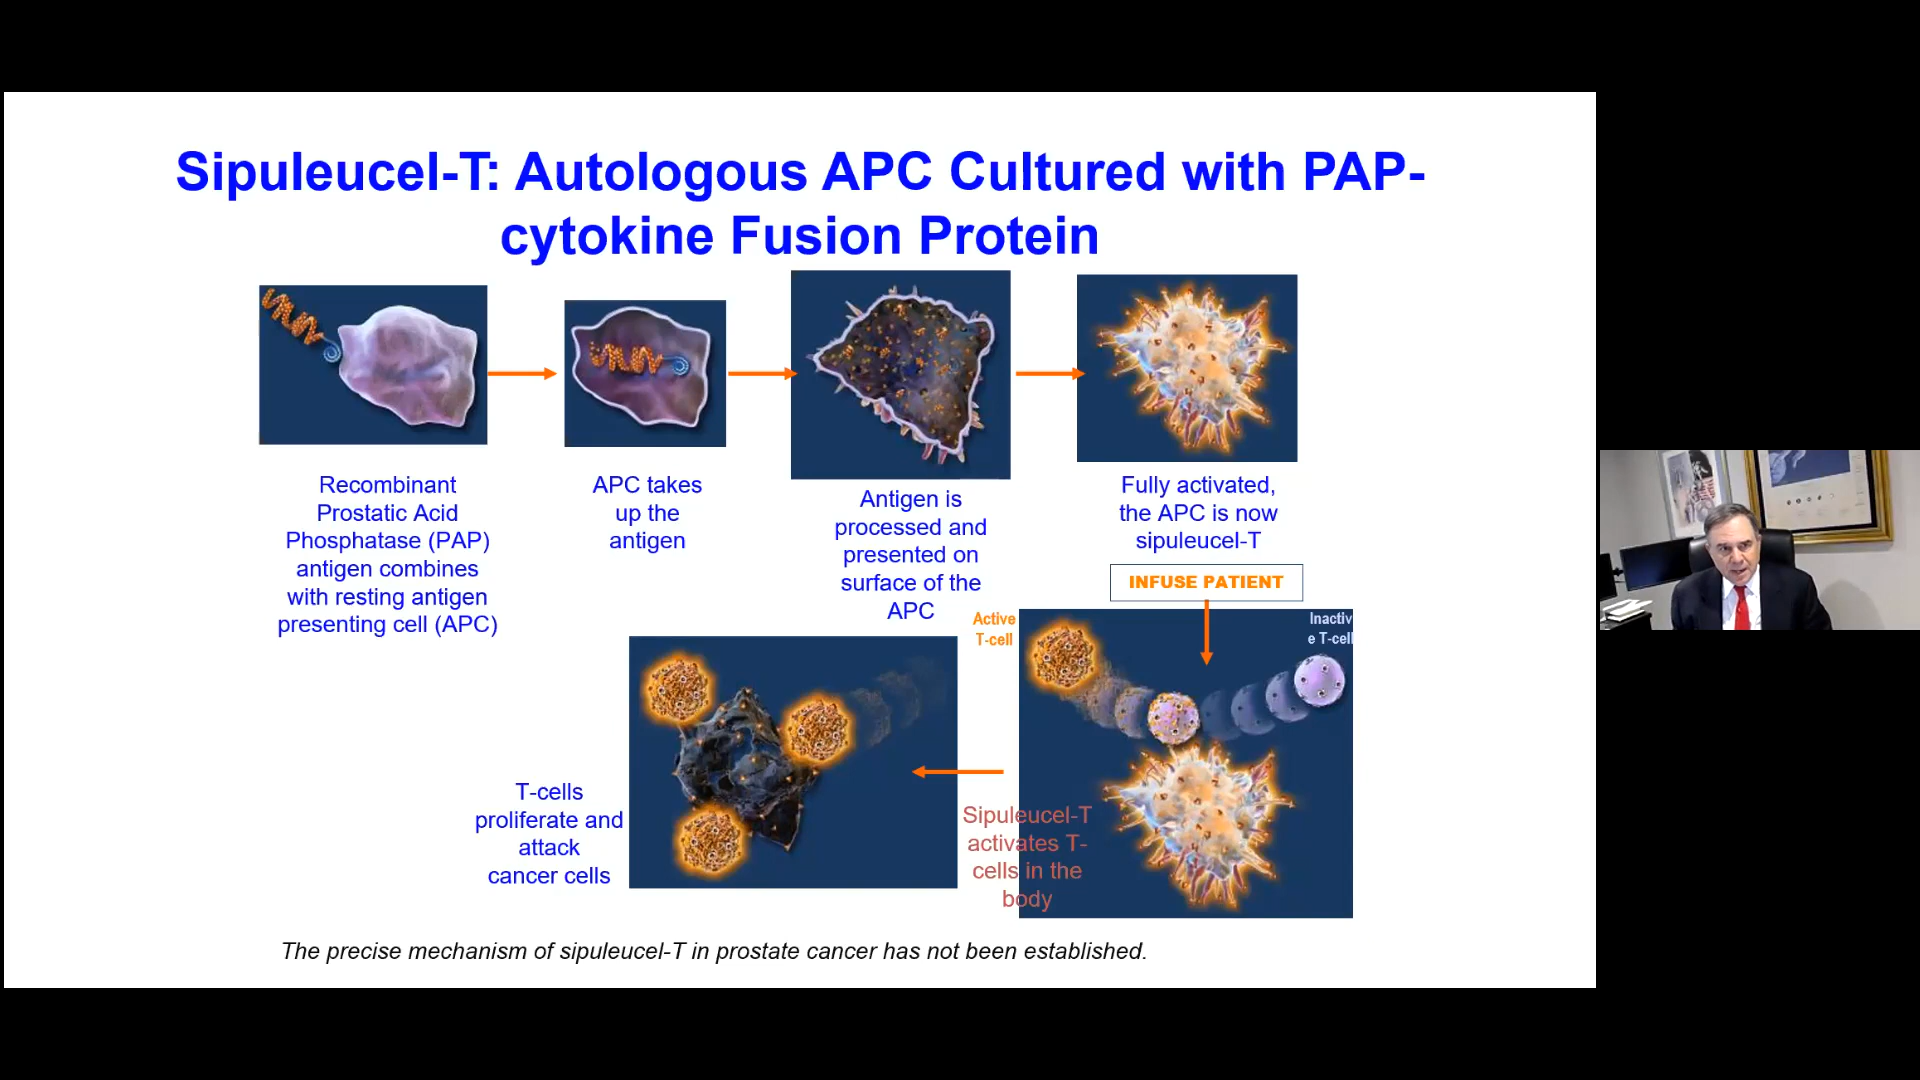 Sipuleucel-T: Autologous APC Cultured with PAP-
cytokine Fusion Protein
Recombinant
Prostatic Acid
Phosphatase (PAP)
antigen combines
with resting antigen
presenting cell (APC)
APC takes
up the
antigen
Antigen is
processed and
presented on
surface of the
APC
Fully activated,
the APC is now
sipuleucel-T
INFUSE PATIENT
Active
T-cell
Inactiv
e T-cell
Sipuleucel-T
activates T-
cells in the
body
T-cells
proliferate and
attack
cancer cells
The precise mechanism of sipuleucel-T in prostate cancer has not been established.